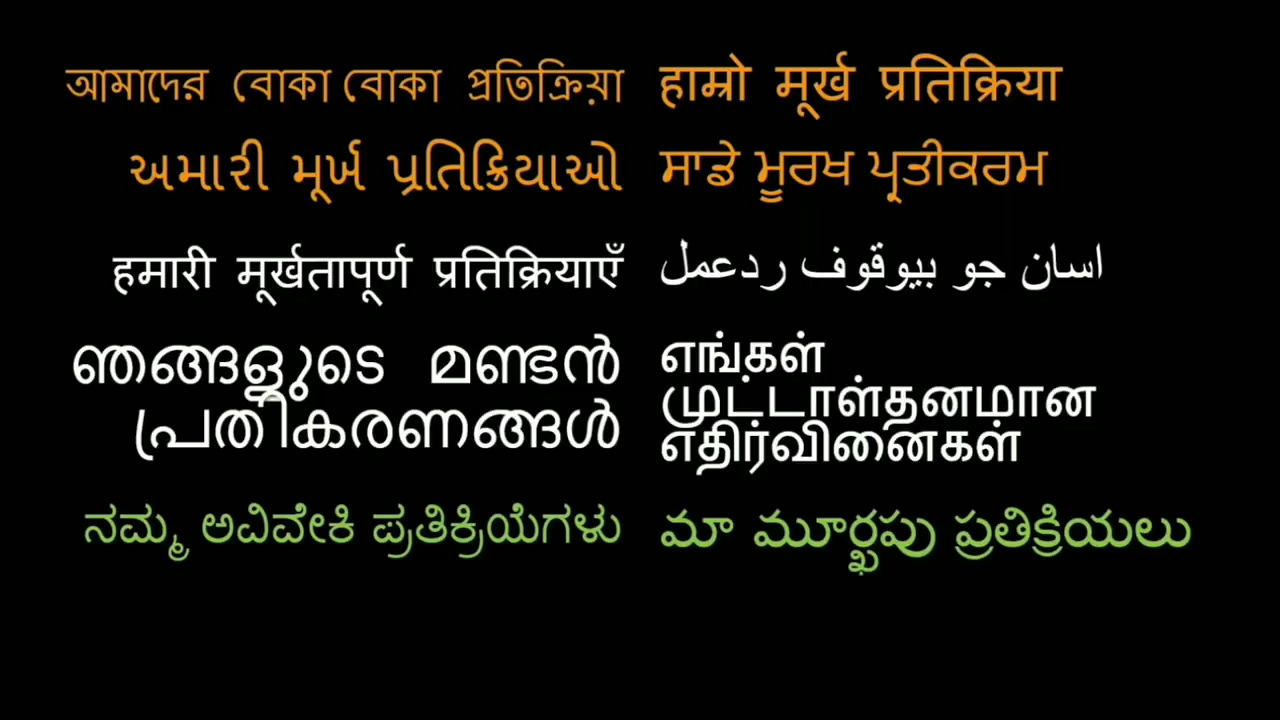 আমাদের বোকা বোকা প্রতিক্রিয়া
हाम्रो मूर्ख प्रतिक्रिया
અમારી મૂર્ખ પ્રતિક્રિયાઓ
ਸਾਡੇ ਮੂਰਖ ਪ੍ਰਤੀਕਰਮ
हमारी मूर्खतापूर्ण प्रतिक्रियाएँ
اسان جو بيوقوف ردعمل
ഞങ്ങളുടെ മണ്ടൻ
പ്രതികരണങ്ങൾ
எங்கள்
முட்டாள்தனமான
எதிர்வினைகள்
ನಮ್ಮ ಅವಿವೇಕಿ ಪ್ರತಿಕ್ರಿಯೆಗಳು
మా మూర్ఖపు ప్రతిక్రియలు